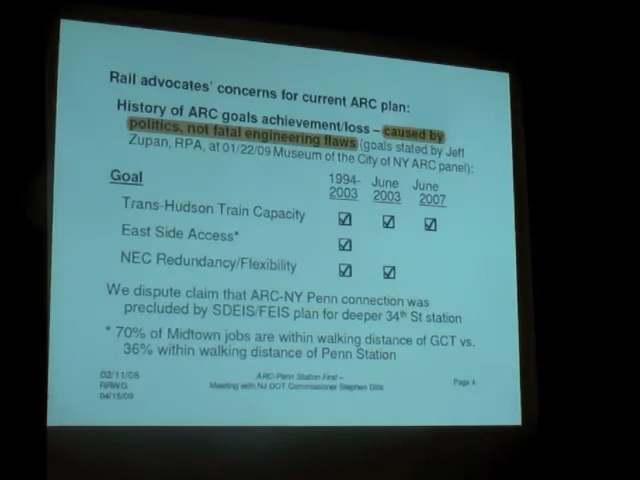 Rail advocates' concerns for current ARC plan:
History of ARC goals achievement/loss – caused by
politics, not fatal engineering flaws (goals stated by Jeff
Zupan, RPA, at 01/22/09 Museum of the City of NY ARC panel):
Goal 1994-2003 June 2003 June 2007
Trans-Hudson Train Capacity ☑ ☑ ☑
East Side Access* ☑
NEC Redundancy/Flexibility ☑ ☑
We dispute claim that ARC-NY Penn connection was
precluded by SDEIS/FEIS plan for deeper 34th St station
* 70% of Midtown jobs are within walking distance of GCT vs.
36% within walking distance of Penn Station
02/11/08
RRWG
04/15/09
ARC-Penn Station First –
Meeting with NJ DOT Commissioner Stephen Dilts
Page 4